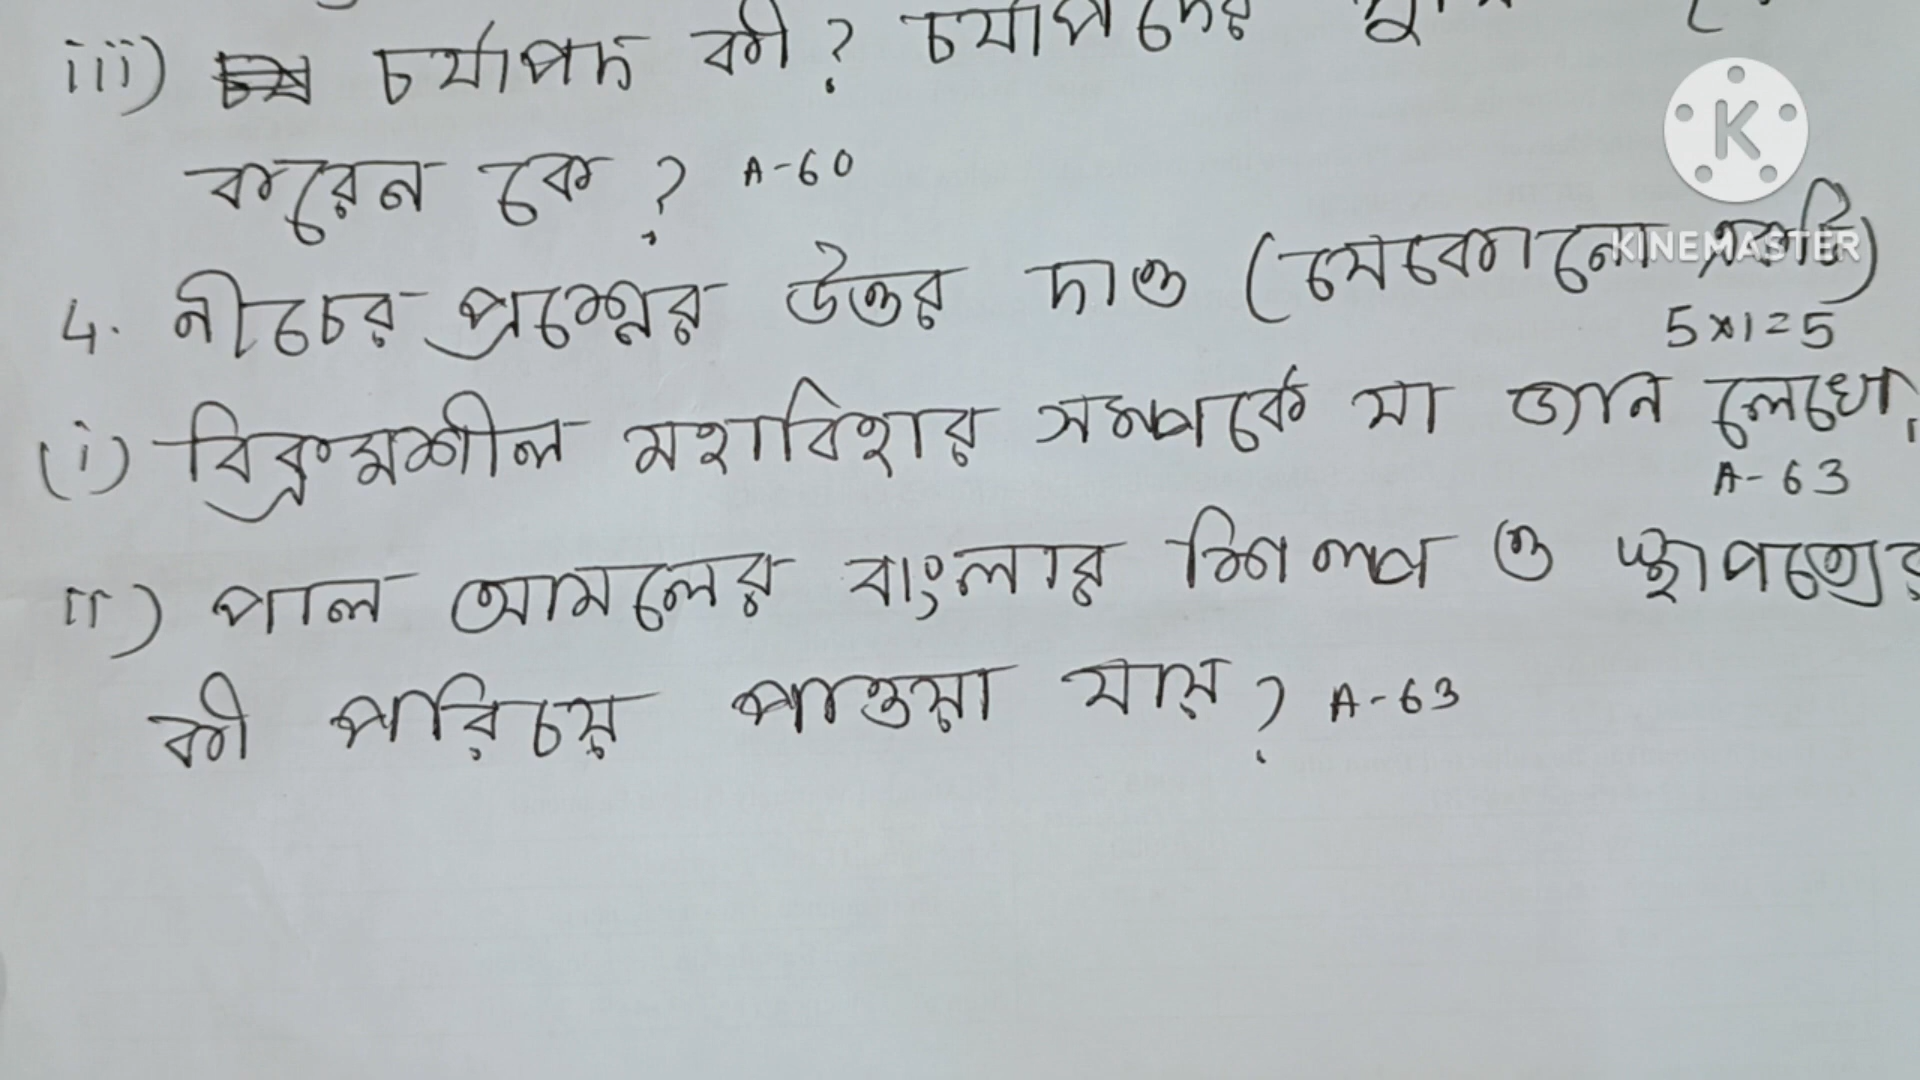 iii) চর্যাপদ কী? চর্যাপদের
করেন কে? A-60
4. নীচের প্রশ্নের উত্তর দাও (যেকোনো একটি)
5×1=5
(i) বিক্রমশীল মহাবিহার সম্পর্কে যা জান লেখো।
A-63
ii) পাল আমলের বাংলার শিল্প ও স্থাপত্যের
কী পরিচয় পাওয়া যায়? A-63
K
KINEMASTER